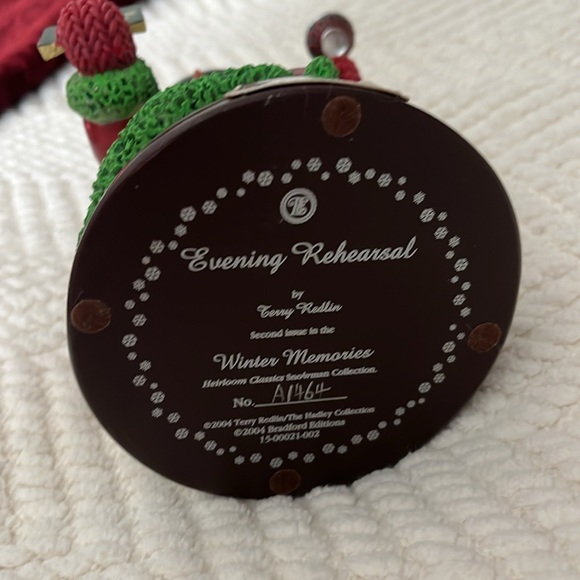 Evening Rehearsal
by
Terry Redlin
Second issue in the
Winter Memories
Heirloom Classics Snowman Collection.
No. A1464
©2004 Terry Redlin/The Hadley Collection
©2004 Bradford Editions
15-00021-002